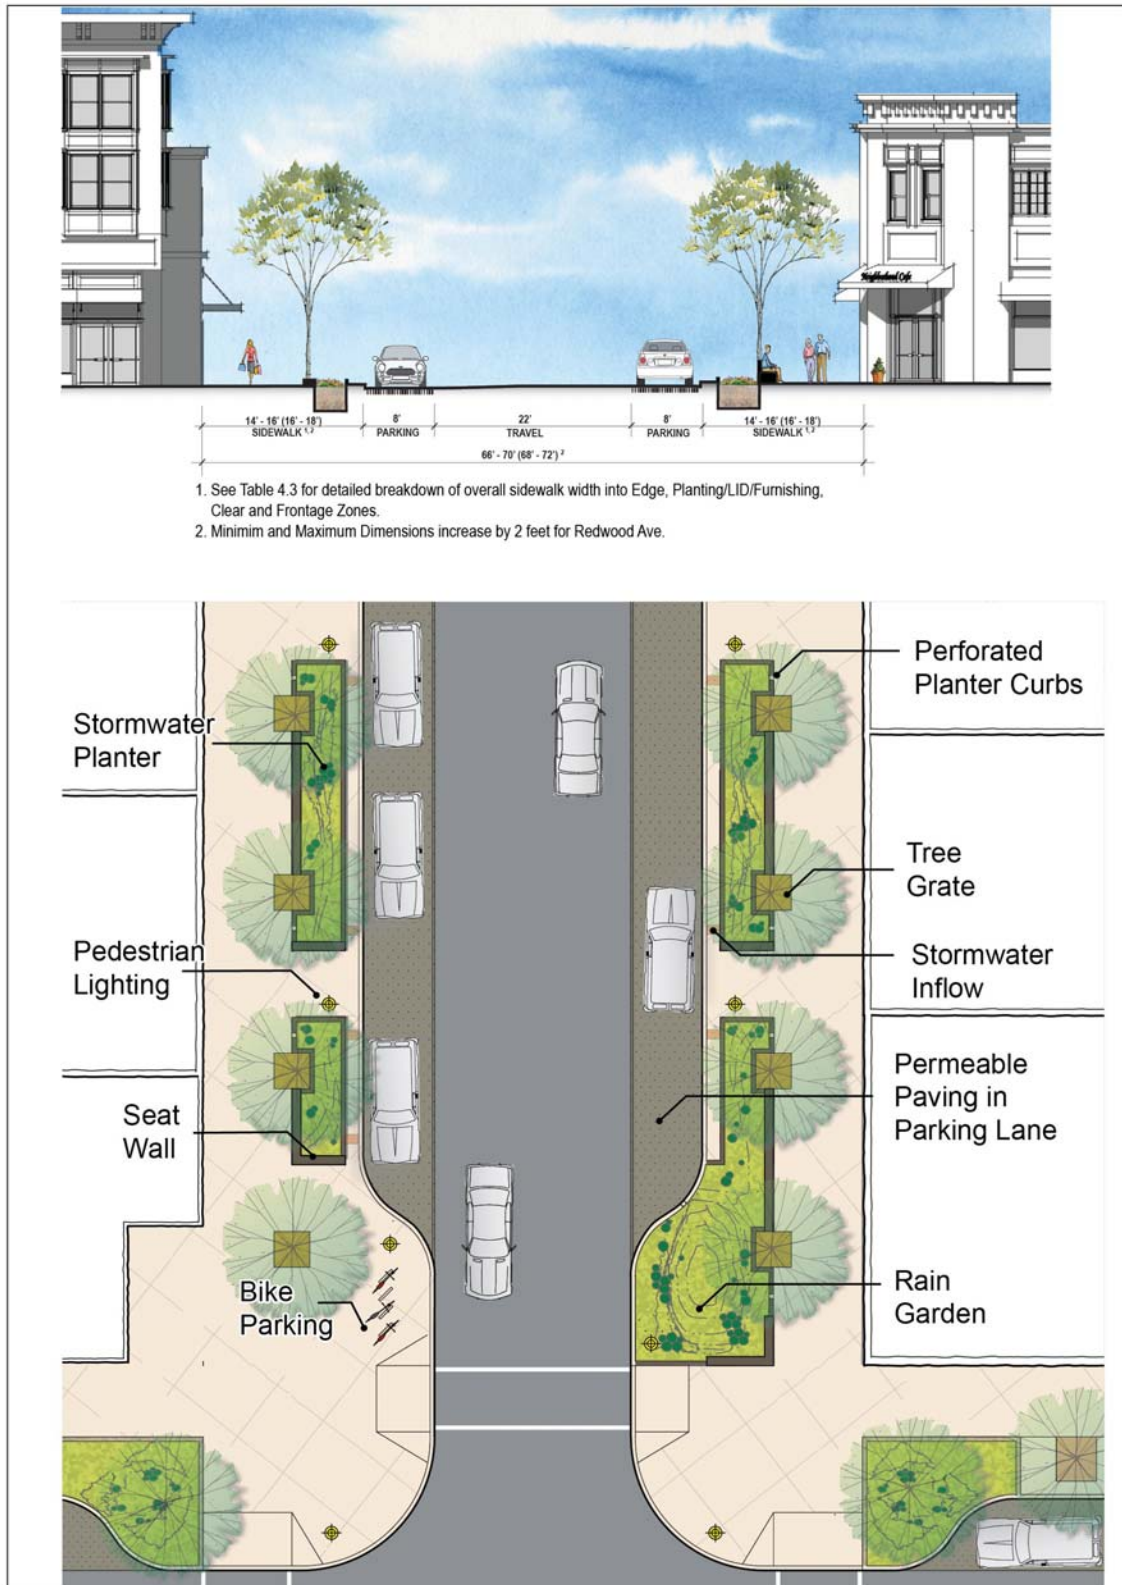 Neighborhood Cafe
14' - 16' (16' - 18')
SIDEWALK 1, 2
8'
PARKING
22'
TRAVEL
8'
PARKING
14' - 16' (16' - 18')
SIDEWALK 1, 2
66' - 70' (68' - 72') 2
1. See Table 4.3 for detailed breakdown of overall sidewalk width into Edge, Planting/LID/Furnishing,
Clear and Frontage Zones.
2. Minimim and Maximum Dimensions increase by 2 feet for Redwood Ave.
Perforated
Planter Curbs
Stormwater
Planter
Tree
Grate
Pedestrian
Lighting
Stormwater
Inflow
Permeable
Paving in
Parking Lane
Seat
Wall
Rain
Garden
Bike
Parking